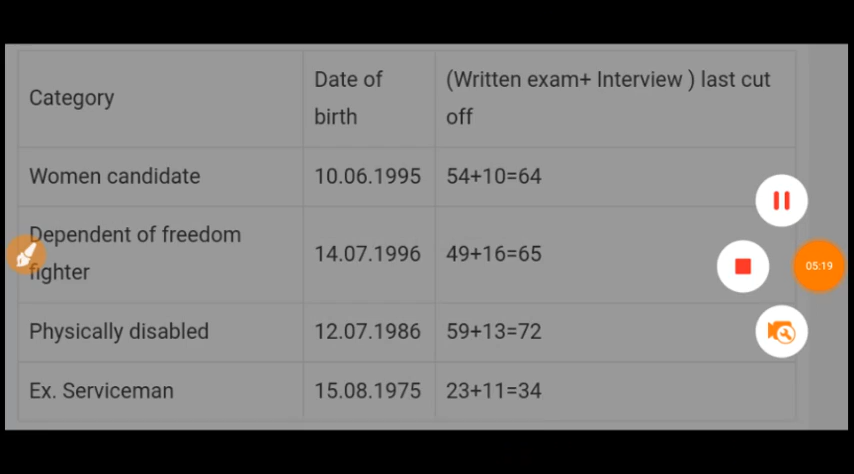 Category
Date of
birth
(Written exam+ Interview ) last cut
off
Women candidate
10.06.1995
54+10=64
Dependent of freedom
fighter
14.07.1996
49+16=65
Physically disabled
12.07.1986
59+13=72
Ex. Serviceman
15.08.1975
23+11=34
05:19